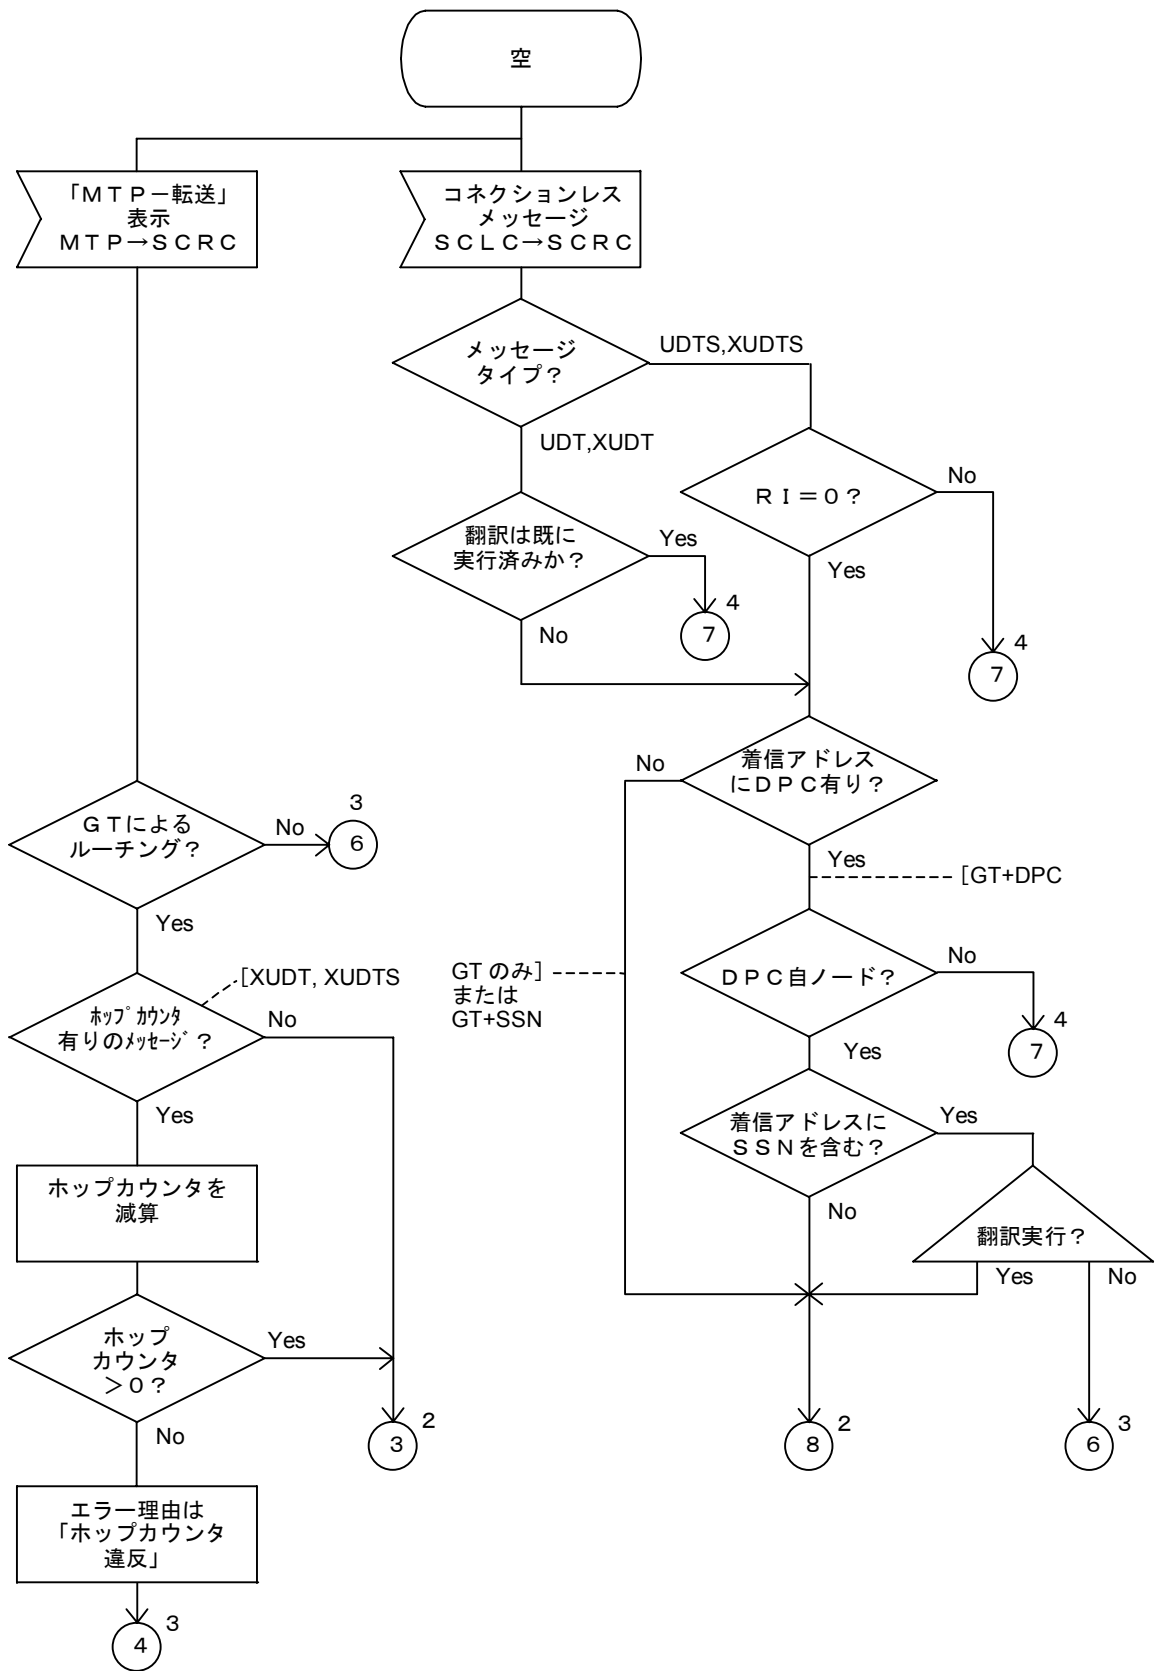 空
「ＭＴＰ－転送」
表示
ＭＴＰ→ＳＣＲＣ
コネクションレス
メッセージ
ＳＣＬＣ→ＳＣＲＣ
メッセージ
タイプ？
UDTS,XUDTS
UDT,XUDT
ＲＩ＝０？
No
Yes
翻訳は既に
実行済みか？
Yes
No
4
7
4
7
着信アドレス
にＤＰＣ有り？
No
Yes
[GT+DPC
ＧＴによる
ルーチング？
No
3
6
Yes
[XUDT, XUDTS
ﾎｯﾌﾟｶｳﾝﾀ
有りのﾒｯｾｰｼﾞ？
No
Yes
GT のみ]
または
GT+SSN
ＤＰＣ自ノード？
No
4
7
Yes
着信アドレスに
ＳＳＮを含む？
Yes
No
翻訳実行？
Yes
No
ホップカウンタを
減算
ホップ
カウンタ
＞０？
Yes
No
2
3
2
8
3
6
エラー理由は
「ホップカウンタ
違反」
3
4